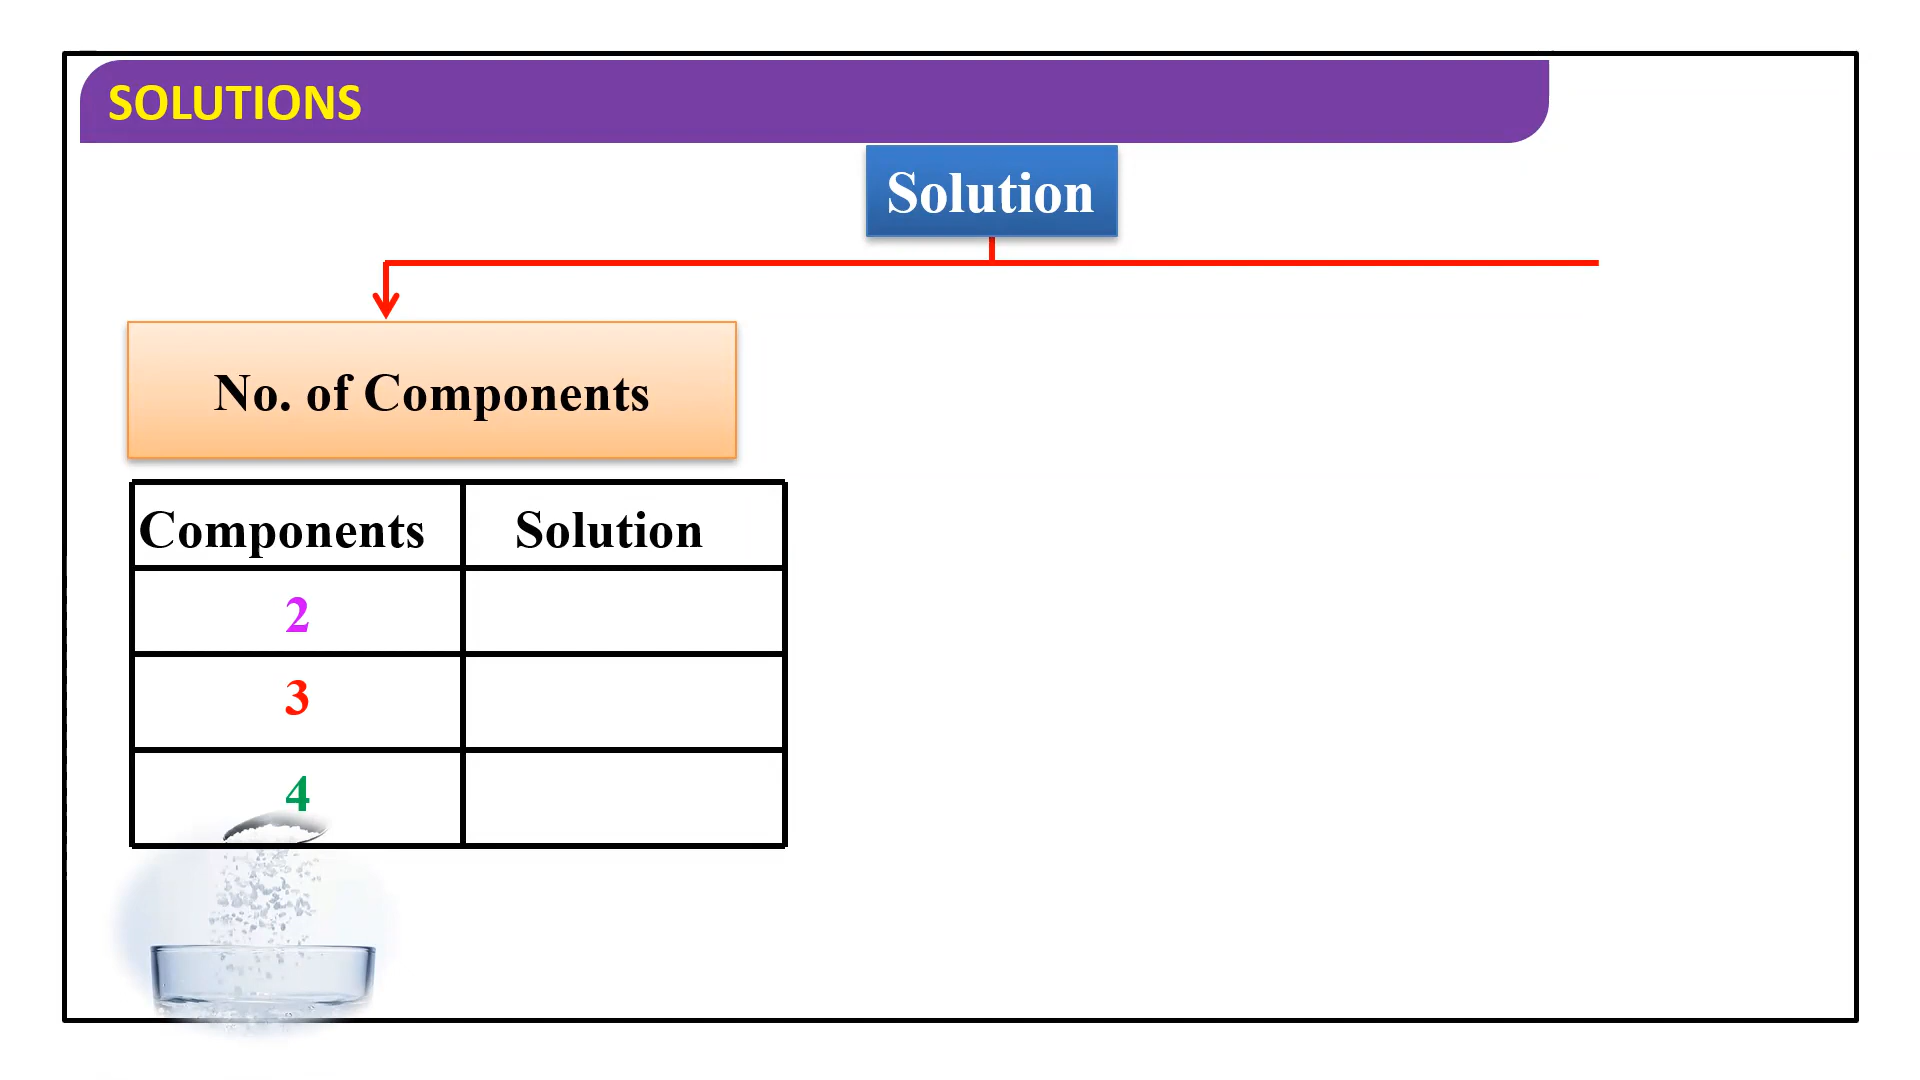 SOLUTIONS
Solution
No. of Components
Components Solution
2
3
4